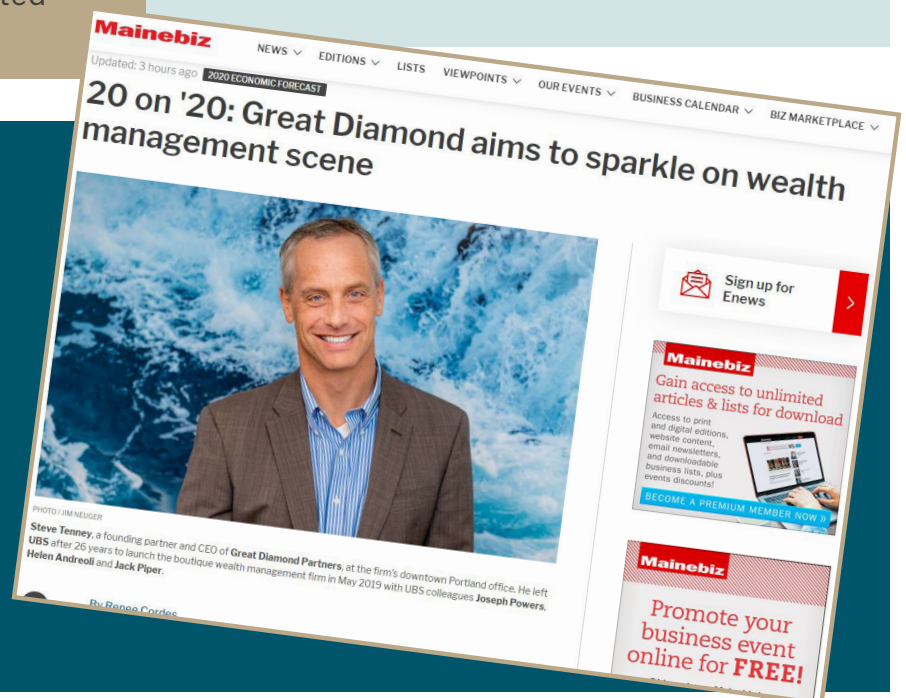 ted
Mainebiz
NEWS EDITIONS LISTS VIEWPOINTS OUR EVENTS BUSINESS CALENDAR BIZ MARKETPLACE
Updated: 3 hours ago 2020 ECONOMIC FORECAST
20 on '20: Great Diamond aims to sparkle on wealth
management scene
PHOTO / JIM NEUGER
Steve Tenney, a founding partner and CEO of Great Diamond Partners, at the firm's downtown Portland office. He left
UBS after 26 years to launch the boutique wealth management firm in May 2019 with UBS colleagues Joseph Powers,
Helen Andreoli and Jack Piper.
By Renee Cordes
Sign up for
Enews
Mainebiz
Gain access to unlimited
articles & lists for download
Access to print
and digital editions,
website content,
email newsletters,
and downloadable
business lists, plus
events discounts!
BECOME A PREMIUM MEMBER NOW »
Mainebiz
Promote your
business event
online for FREE!